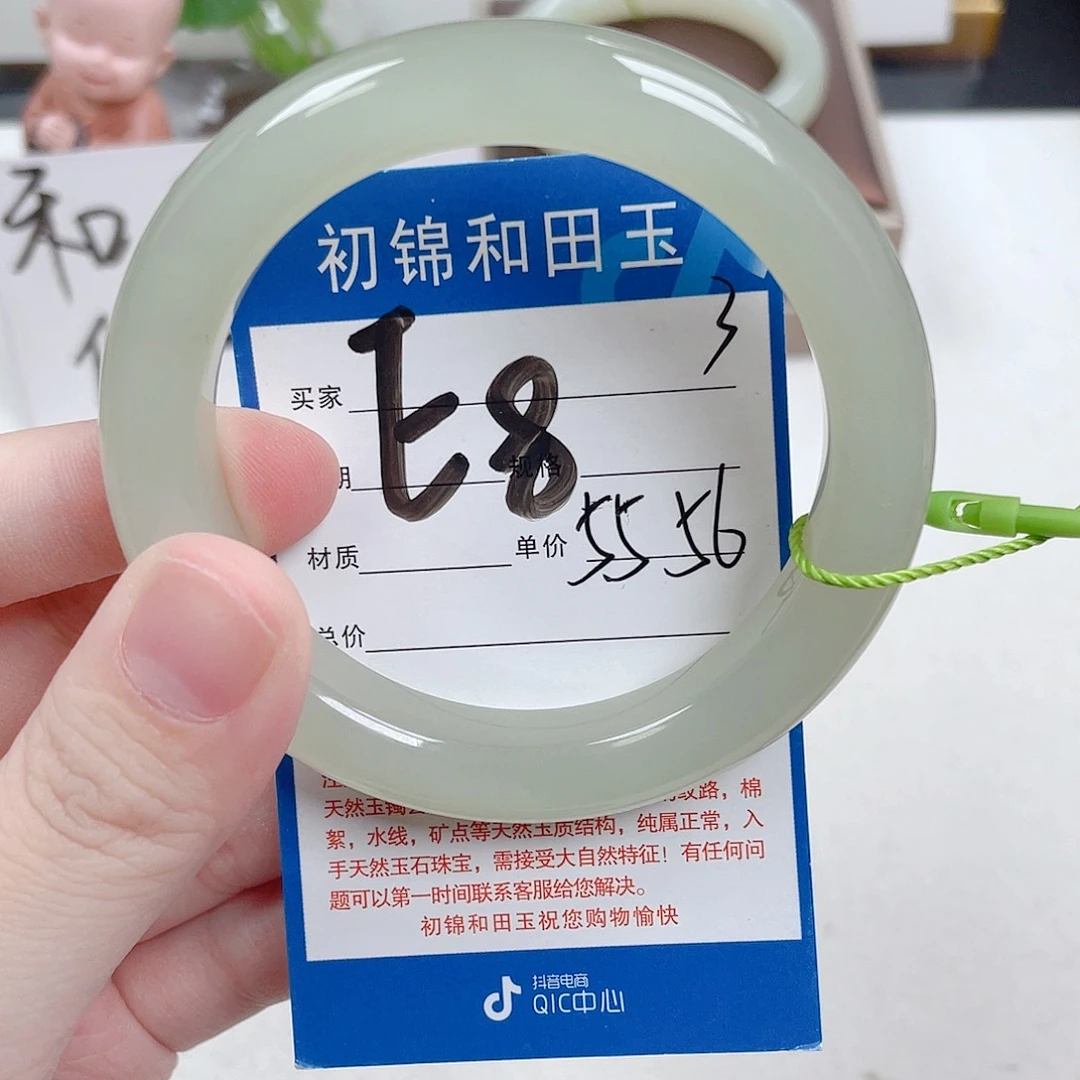 和
初锦和田玉
3
买家
E8
期 规格
材质 单价 55 56
总价
天然玉镯 纹路，棉
絮，水线，矿点等天然玉质结构，纯属正常，入
手天然玉石珠宝，需接受大自然特征！有任何问
题可以第一时间联系客服给您解决。
初锦和田玉祝您购物愉快
抖音电商
QIC中心